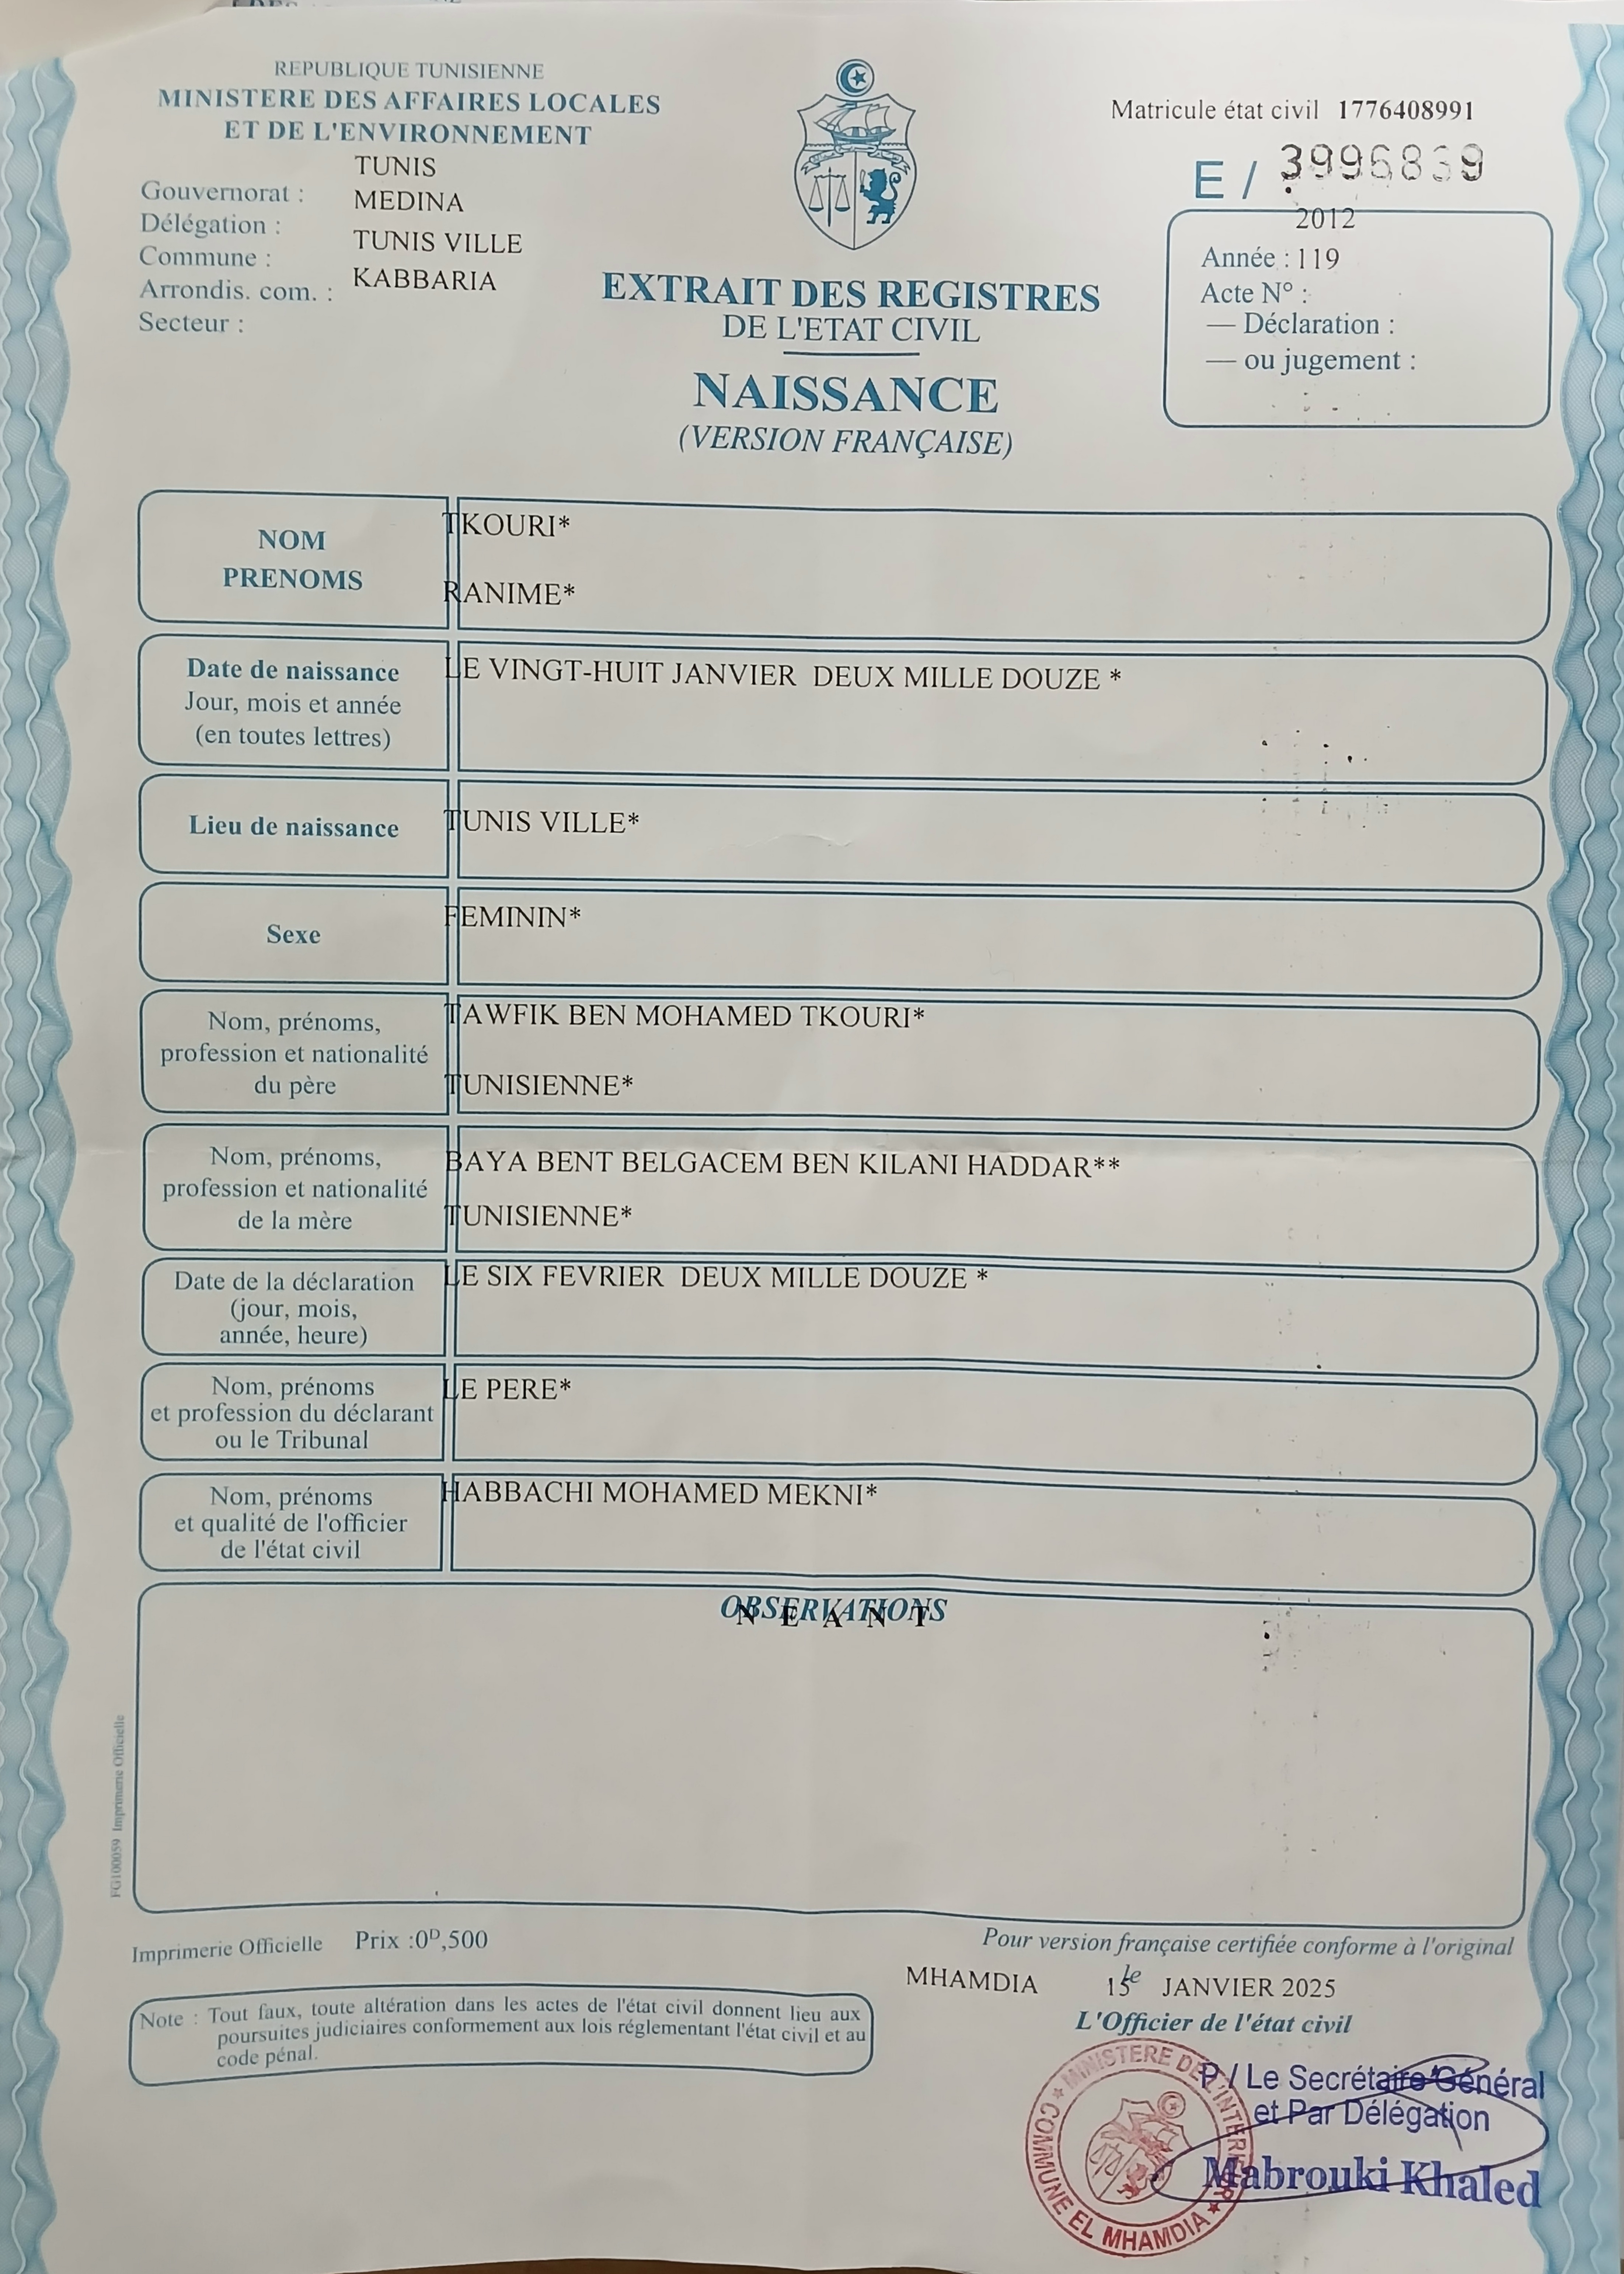 REPUBLIQUE TUNISIENNE
MINISTERE DES AFFAIRES LOCALES
ET DE L'ENVIRONNEMENT
Gouvernorat : TUNIS
Délégation : MEDINA
Commune : TUNIS VILLE
Arrondis. com. : KABBARIA
Secteur :
Matricule état civil 1776408991
E / 3996839
2012
Année : 119
Acte N° :
— Déclaration :
— ou jugement :
EXTRAIT DES REGISTRES
DE L'ETAT CIVIL
NAISSANCE
(VERSION FRANÇAISE)
NOM
PRENOMS
TKOURI*
RANIME*
Date de naissance
Jour, mois et année
(en toutes lettres)
LE VINGT-HUIT JANVIER DEUX MILLE DOUZE *
Lieu de naissance
TUNIS VILLE*
Sexe
FEMININ*
Nom, prénoms,
profession et nationalité
du père
TAWFIK BEN MOHAMED TKOURI*
TUNISIENNE*
Nom, prénoms,
profession et nationalité
de la mère
BAYA BENT BELGACEM BEN KILANI HADDAR**
TUNISIENNE*
Date de la déclaration
(jour, mois,
année, heure)
LE SIX FEVRIER DEUX MILLE DOUZE *
Nom, prénoms
et profession du déclarant
ou le Tribunal
LE PERE*
Nom, prénoms
et qualité de l'officier
de l'état civil
HABBACHI MOHAMED MEKNI*
OBSERVATIONS
N E A N T
FG100059 Imprimerie Officielle
Imprimerie Officielle Prix :0ᴰ,500
Note : Tout faux, toute altération dans les actes de l'état civil donnent lieu aux
poursuites judiciaires conformement aux lois réglementant l'état civil et au
code pénal.
Pour version française certifiée conforme à l'original
MHAMDIA le 15 JANVIER 2025
L'Officier de l'état civil
P / Le Secrétaire Général
et Par Délégation
Mabrouki Khaled
MINISTERE DE L'INTERIEUR
COMMUNE EL MHAMDIA